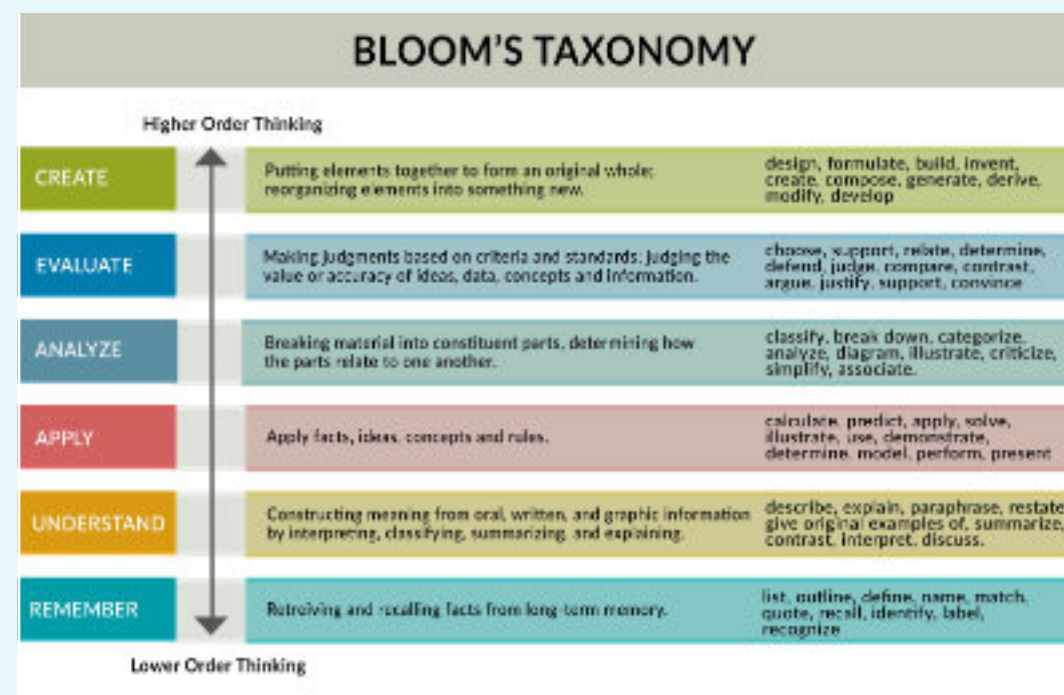 BLOOM'S TAXONOMY
Higher Order Thinking
CREATE
Putting elements together to form an original whole;
reorganizing elements into something new.
design, formulate, build, invent,
create, compose, generate, derive,
modify, develop
EVALUATE
Making judgments based on criteria and standards. Judging the
value or accuracy of ideas, data, concepts and information.
choose, support, relate, determine,
defend, judge, compare, contrast,
argue, justify, support, convince
ANALYZE
Breaking material into constituent parts, determining how
the parts relate to one another.
classify, break down, categorize,
analyze, diagram, illustrate, criticize,
simplify, associate.
APPLY
Apply facts, ideas, concepts and rules.
calculate, predict, apply, solve,
illustrate, use, demonstrate,
determine, model, perform, present
UNDERSTAND
Constructing meaning from oral, written, and graphic information
by interpreting, classifying, summarizing, and explaining.
describe, explain, paraphrase, restate
give original examples of, summarize,
contrast, interpret, discuss.
REMEMBER
Retreiving and recalling facts from long-term memory.
list, outline, define, name, match,
quote, recall, identify, label,
recognize
Lower Order Thinking